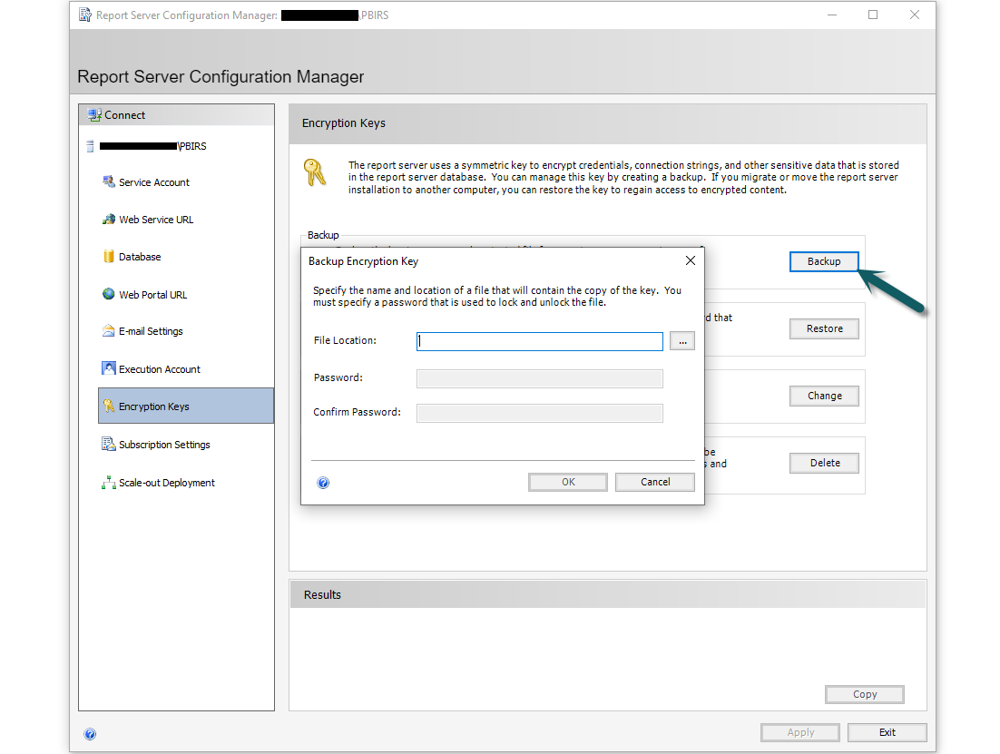 Report Server Configuration Manager: \PBIRS
Report Server Configuration Manager
Connect
\PBIRS
Service Account
Web Service URL
Database
Web Portal URL
E-mail Settings
Execution Account
Encryption Keys
Subscription Settings
Scale-out Deployment
Encryption Keys
The report server uses a symmetric key to encrypt credentials, connection strings, and other sensitive data that is stored
in the report server database. You can manage this key by creating a backup. If you migrate or move the report server
installation to another computer, you can restore the key to regain access to encrypted content.
Backup
Backup
d that
Restore
Change
be
s and
Delete
Backup Encryption Key
Specify the name and location of a file that will contain the copy of the key. You
must specify a password that is used to lock and unlock the file.
File Location:
...
Password:
Confirm Password:
OK
Cancel
Results
Copy
Apply
Exit